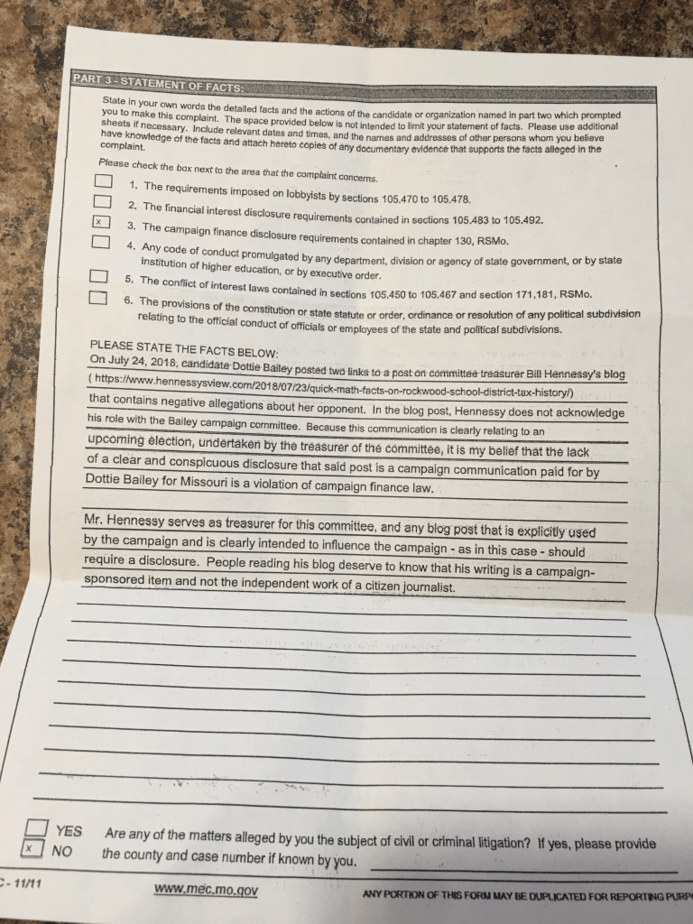 PART 3 - STATEMENT OF FACTS:
State in your own words the detailed facts and the actions of the candidate or organization named in part two which prompted
you to make this complaint. The space provided below is not intended to limit your statement of facts. Please use additional
sheets if necessary. Include relevant dates and times, and the names and addresses of other persons whom you believe
have knowledge of the facts and attach hereto copies of any documentary evidence that supports the facts alleged in the
complaint.
Please check the box next to the area that the complaint concerns.
1. The requirements imposed on lobbyists by sections 105.470 to 105.478.
2. The financial interest disclosure requirements contained in sections 105.483 to 105.492.
x 3. The campaign finance disclosure requirements contained in chapter 130, RSMo.
4. Any code of conduct promulgated by any department, division or agency of state government, or by state
institution of higher education, or by executive order.
5. The conflict of interest laws contained in sections 105.450 to 105.467 and section 171.181, RSMo.
6. The provisions of the constitution or state statute or order, ordinance or resolution of any political subdivision
relating to the official conduct of officials or employees of the state and political subdivisions.
PLEASE STATE THE FACTS BELOW:
On July 24, 2018, candidate Dottie Bailey posted two links to a post on committee treasurer Bill Hennessy's blog
( https://www.hennessysview.com/2018/07/23/quick-math-facts-on-rockwood-school-district-tax-history/)
that contains negative allegations about her opponent. In the blog post, Hennessy does not acknowledge
his role with the Bailey campaign committee. Because this communication is clearly relating to an
upcoming election, undertaken by the treasurer of the committee, it is my belief that the lack
of a clear and conspicuous disclosure that said post is a campaign communication paid for by
Dottie Bailey for Missouri is a violation of campaign finance law.
Mr. Hennessy serves as treasurer for this committee, and any blog post that is explicitly used
by the campaign and is clearly intended to influence the campaign - as in this case - should
require a disclosure. People reading his blog deserve to know that his writing is a campaign-
sponsored item and not the independent work of a citizen journalist.
YES Are any of the matters alleged by you the subject of civil or criminal litigation? If yes, please provide
x NO the county and case number if known by you.
C - 11/11 www.mec.mo.gov ANY PORTION OF THIS FORM MAY BE DUPLICATED FOR REPORTING